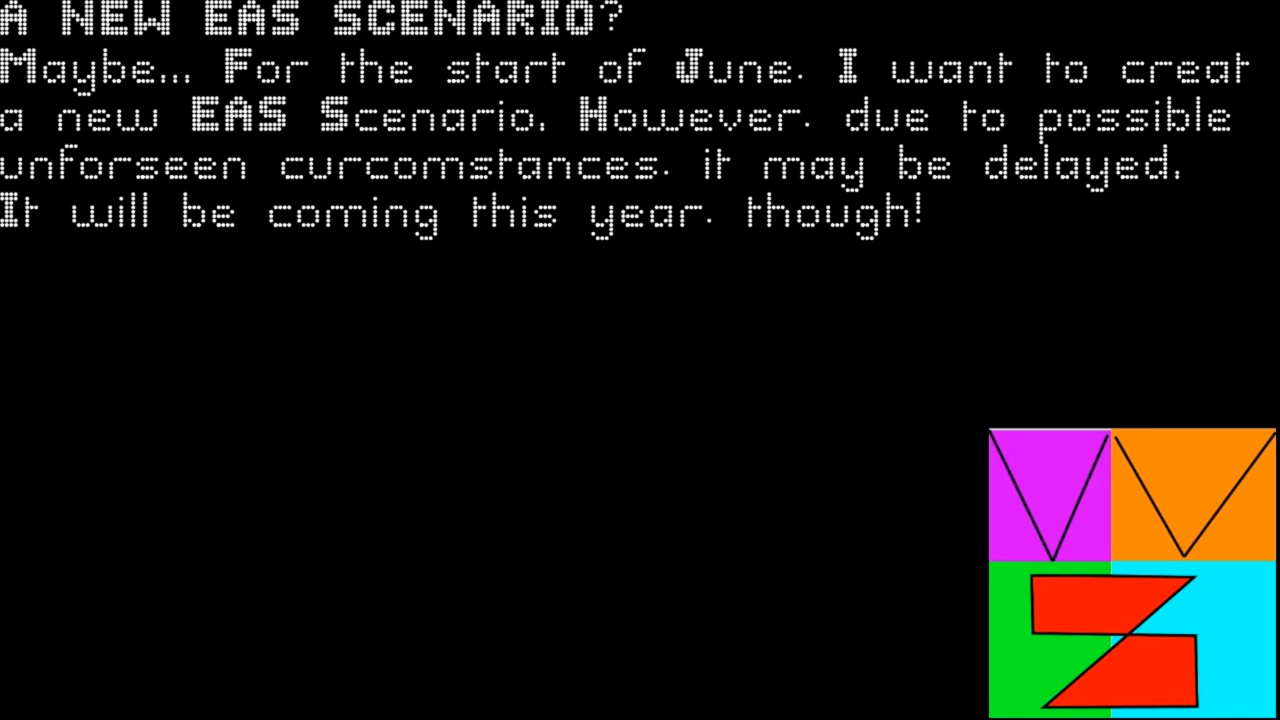 A NEW EAS SCENARIO?
Maybe... For the start of June. I want to creat
a new EAS Scenario. However. due to possible
unforseen curcomstances. it may be delayed.
It will be coming this year. though!